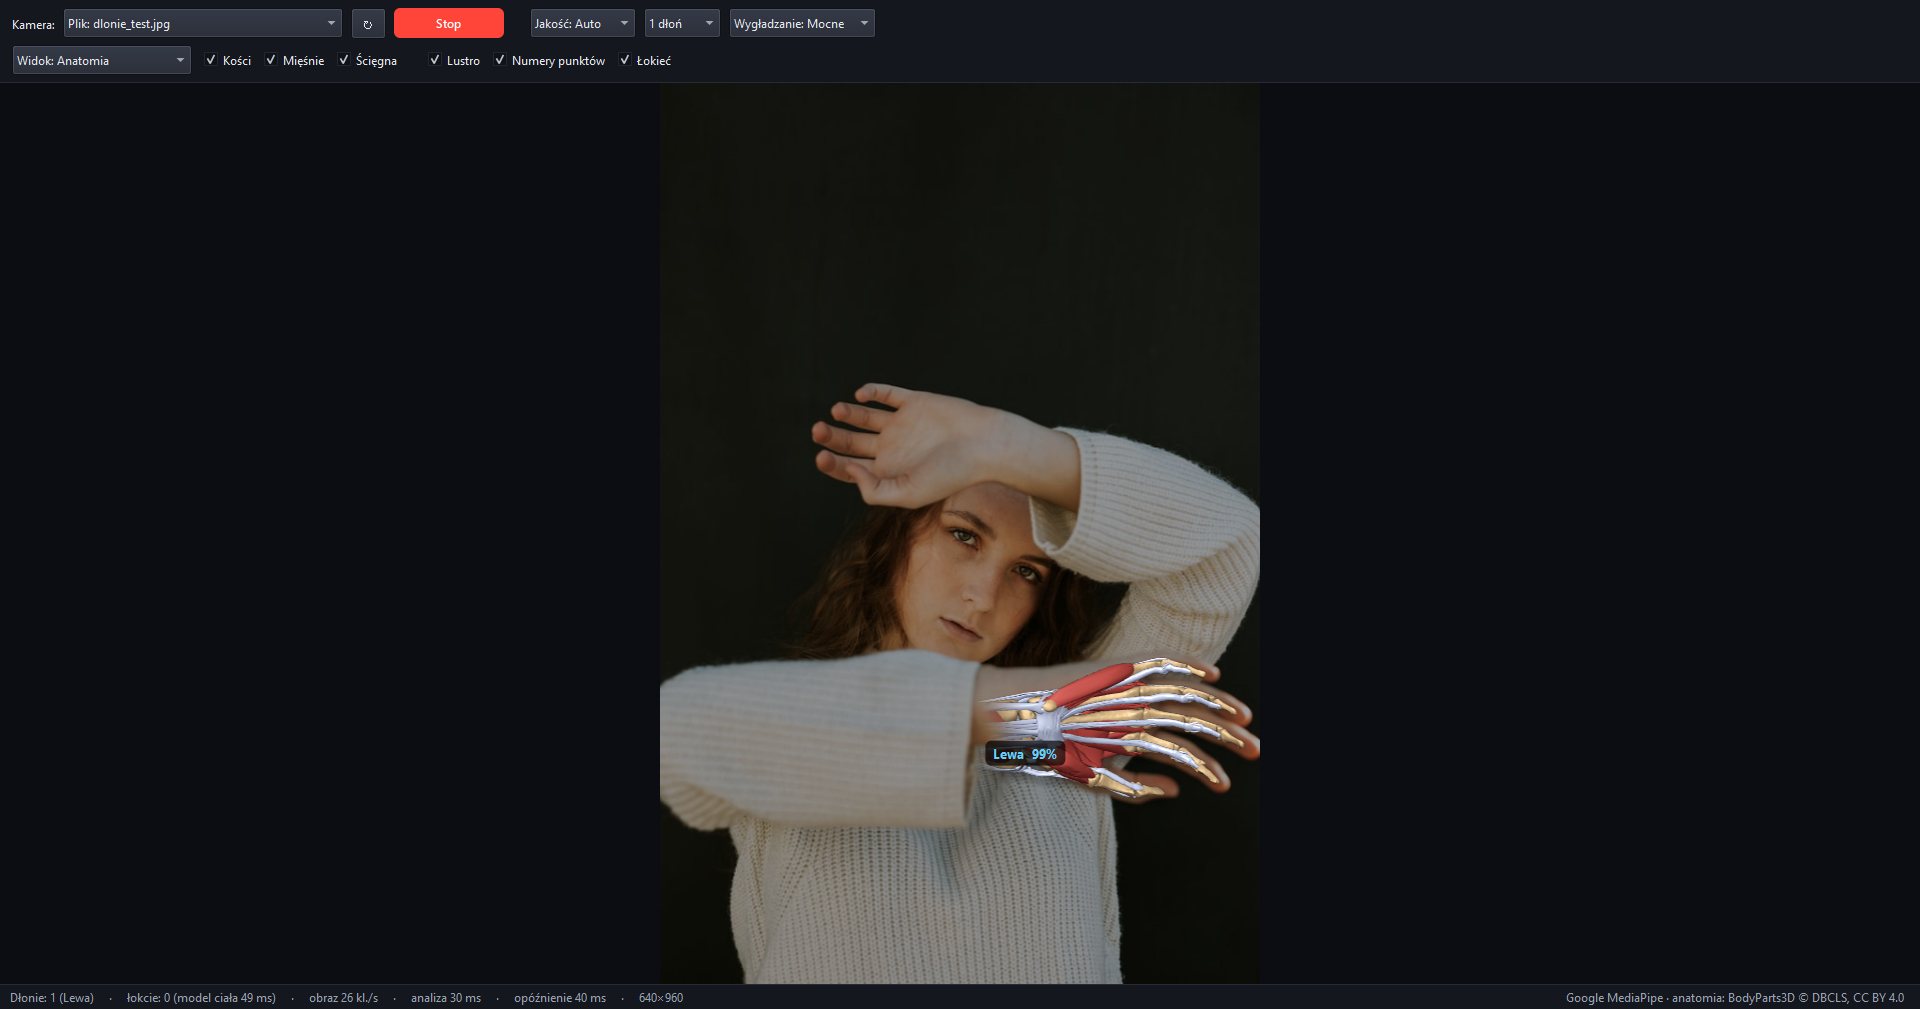 Kamera: Plik: dlonie_test.jpg ↻ Stop Jakość: Auto 1 dłoń Wygładzanie: Mocne
Widok: Anatomia Kości Mięśnie Ścięgna Lustro Numery punktów Łokieć
Lewa 99%
Dłonie: 1 (Lewa) · łokcie: 0 (model ciała 49 ms) · obraz 26 kl./s · analiza 30 ms · opóźnienie 40 ms · 640×960
Google MediaPipe · anatomia: BodyParts3D © DBCLS, CC BY 4.0